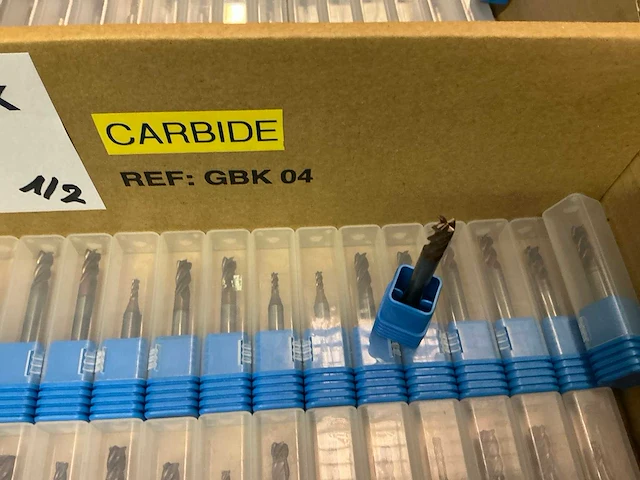 CARBIDE
REF: GBK 04
1/2